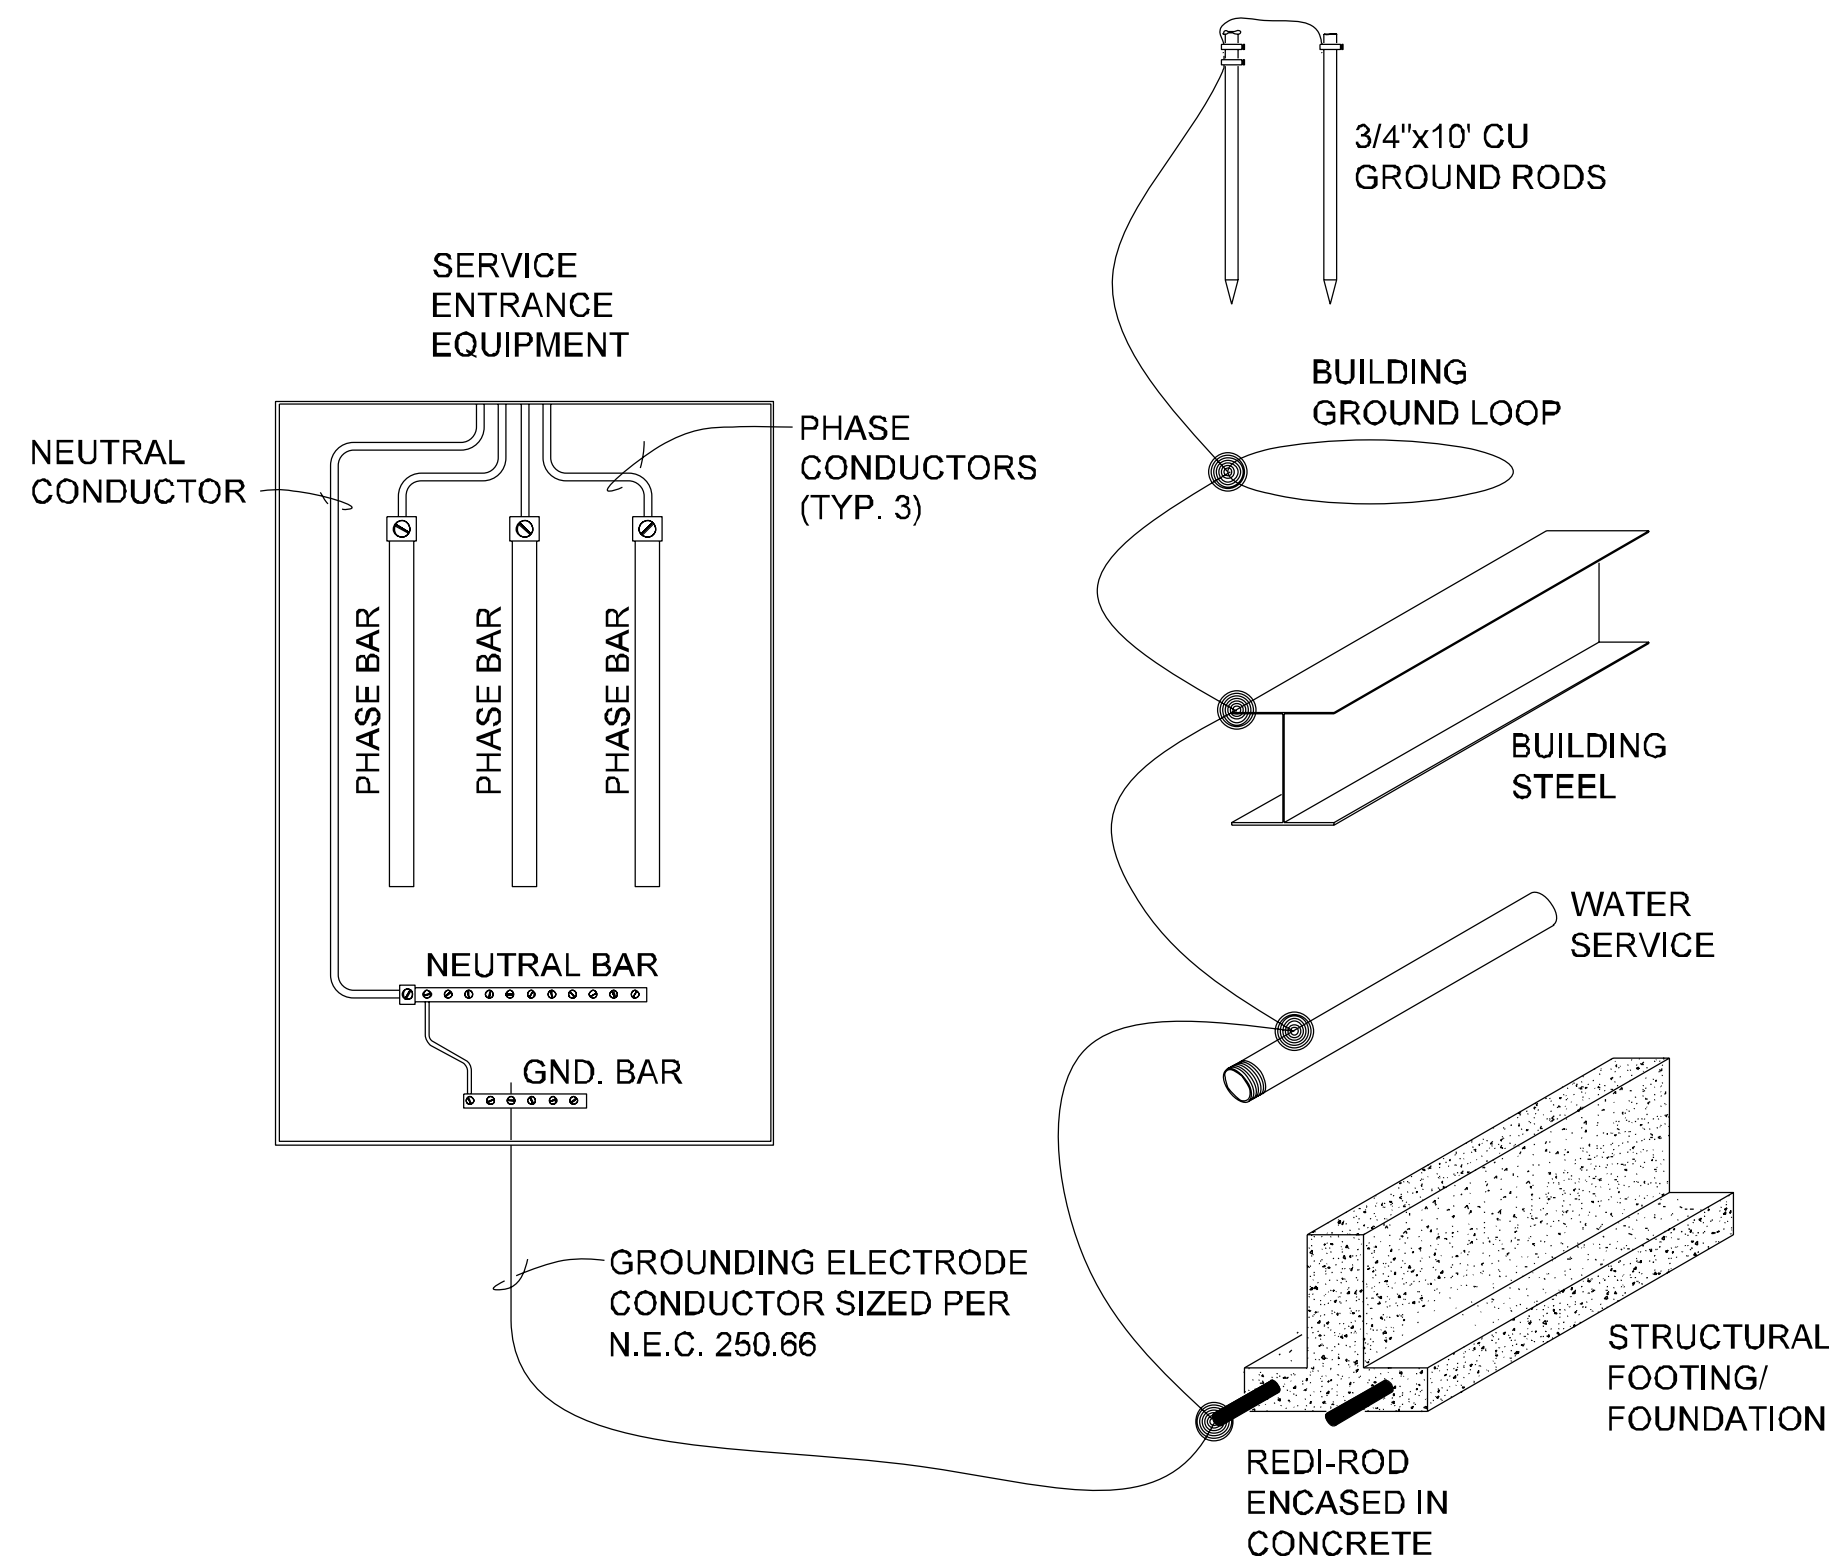 3/4"x10' CU
GROUND RODS
SERVICE
ENTRANCE
EQUIPMENT
BUILDING
GROUND LOOP
NEUTRAL
CONDUCTOR
PHASE
CONDUCTORS
(TYP. 3)
PHASE BAR
PHASE BAR
PHASE BAR
BUILDING
STEEL
WATER
SERVICE
NEUTRAL BAR
GND. BAR
GROUNDING ELECTRODE
CONDUCTOR SIZED PER
N.E.C. 250.66
STRUCTURAL
FOOTING/
FOUNDATION
REDI-ROD
ENCASED IN
CONCRETE